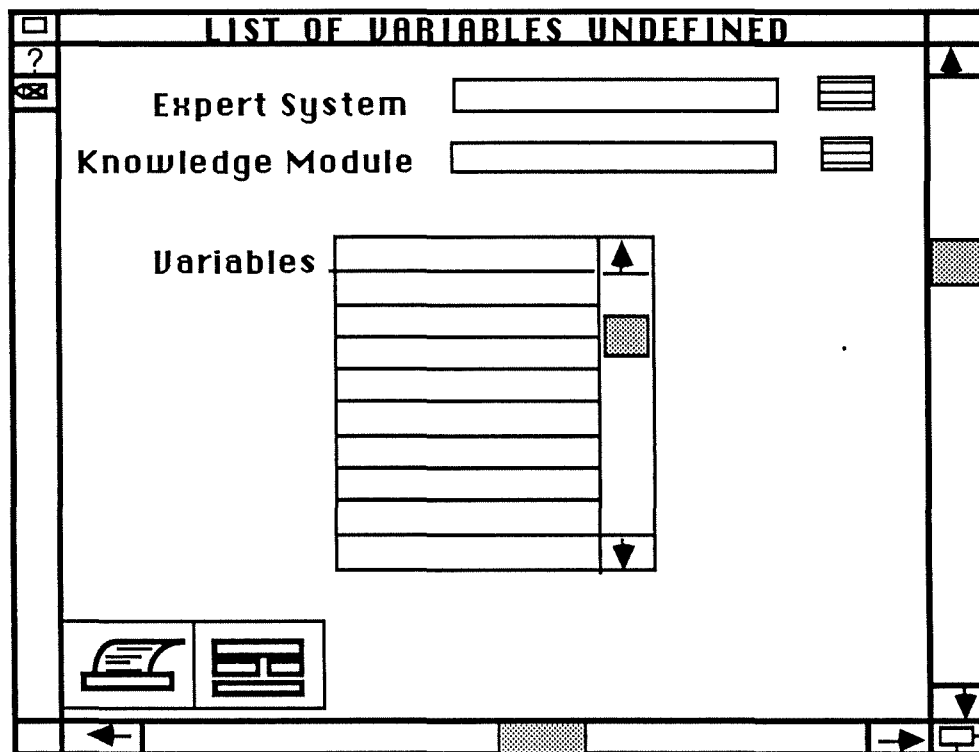 LIST OF VARIABLES UNDEFINED
?
Expert System
Knowledge Module
Variables